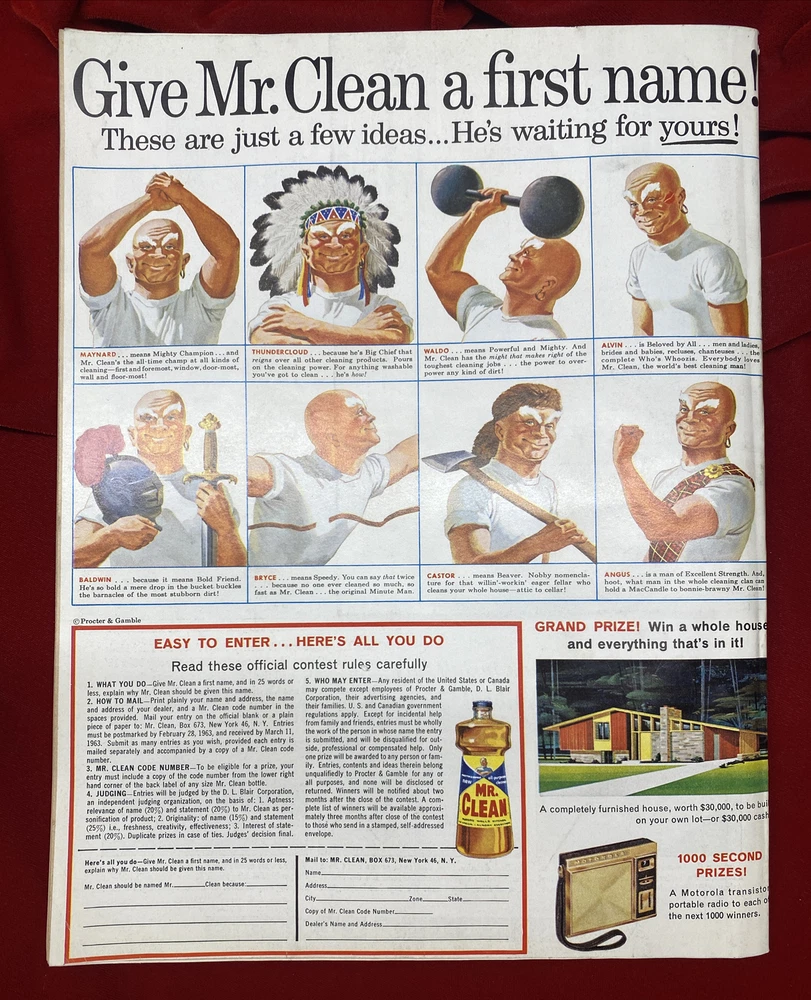 Give Mr. Clean a first name!
These are just a few ideas...He's waiting for yours!
MAYNARD ... means Mighty Champion ... and
Mr. Clean's the all-time champ at all kinds of
cleaning—first and foremost, window, door-most,
wall and floor-most!
THUNDERCLOUD ... because he's Big Chief that
reigns over all other cleaning products. Pours
on the cleaning power. For anything washable
you've got to clean ... he's how!
WALDO ... means Powerful and Mighty. And
Mr. Clean has the might that makes right of the
toughest cleaning jobs ... the power to over-
power any kind of dirt!
ALVIN ... is Beloved by All ... men and ladies,
brides and babies, recluses, chanteuses ... the
complete Who's Whootis. Everybody loves
Mr. Clean, the world's best cleaning man!
BALDWIN ... because it means Bold Friend.
He's so bold a mere drop in the bucket buckles
the barnacles of the most stubborn dirt!
BRYCE ... means Speedy. You can say that twice
... because no one ever cleaned so much, so
fast as Mr. Clean ... the original Minute Man.
CASTOR ... means Beaver. Nobby nomencla-
ture for that willin'-workin' eager fellow who
cleans your whole house—attic to cellar!
ANGUS ... is a man of Excellent Strength. And,
hoot, what man in the whole cleaning clan can
hold a MacCandle to bonnie-brawny Mr. Clean!
© Procter & Gamble
EASY TO ENTER...HERE'S ALL YOU DO
Read these official contest rules carefully
1. WHAT YOU DO—Give Mr. Clean a first name, and in 25 words or
less, explain why Mr. Clean should be given this name.
2. HOW TO MAIL—Print plainly your name and address, the name
and address of your dealer, and a Mr. Clean code number in the
spaces provided. Mail your entry on the official blank or a plain
piece of paper to: Mr. Clean, Box 673, New York 46, N. Y. Entries
must be postmarked by February 28, 1963, and received by March 11,
1963. Submit as many entries as you wish, provided each entry is
mailed separately and accompanied by a copy of a Mr. Clean code
number.
3. MR. CLEAN CODE NUMBER—To be eligible for a prize, your
entry must include a copy of the code number from the lower right
hand corner of the back label of any size Mr. Clean bottle.
4. JUDGING—Entries will be judged by the D. L. Blair Corporation,
an independent judging organization, on the basis of: 1. Aptness;
relevancy of name (20%) and statement (20%) to Mr. Clean as per-
sonification of product; 2. Originality: of name (15%) and statement
(25%) i.e., freshness, creativity, effectiveness; 3. Interest of state-
ment (20%). Duplicate prizes in case of ties. Judges' decision final.
5. WHO MAY ENTER—Any resident of the United States or Canada
may compete except employees of Procter & Gamble, D. L. Blair
Corporation, their advertising agencies, and
their families. U. S. and Canadian government
regulations apply. Except for incidental help
from family and friends, entries must be wholly
the work of the person in whose name the entry
is submitted, and will be disqualified for out-
side, professional or compensated help. Only
one prize will be awarded to any person or fam-
ily. Entries, contents and ideas therein belong
unqualifiedly to Procter & Gamble for any or
all purposes, and none will be disclosed or
returned. Winners will be notified about two
months after the close of the contest. A com-
plete list of winners will be available approxi-
mately three months after close of the contest
to those who send in a stamped, self-addressed
envelope.
MR.
CLEAN
Here's all you do—Give Mr. Clean a first name, and in 25 words or less,
explain why Mr. Clean should be given this name.
Mr. Clean should be named Mr. Clean because:
Mail to: MR. CLEAN, BOX 673, New York 46, N. Y.
Name
Address
City Zone State
Copy of Mr. Clean Code Number
Dealer's Name and Address
GRAND PRIZE! Win a whole house
and everything that's in it!
A completely furnished house, worth $30,000, to be bui
on your own lot—or $30,000 cash
MOTOROLA
1000 SECOND
PRIZES!
A Motorola transistor
portable radio to each o
the next 1000 winners.